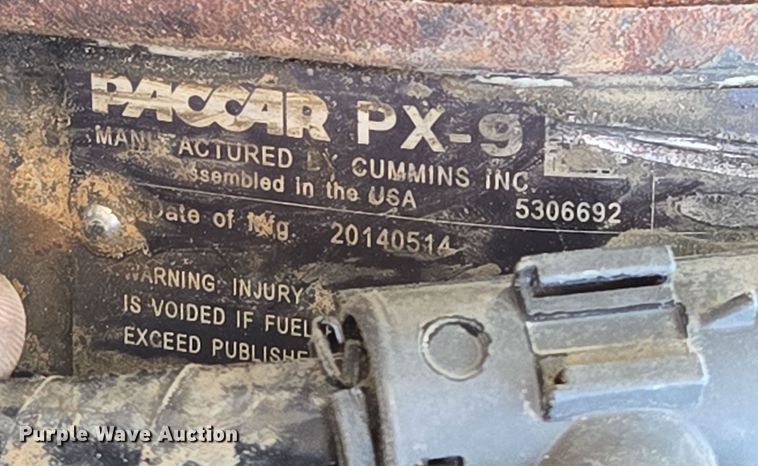 PACCAR PX-9
MANUFACTURED BY CUMMINS INC.
Assembled in the USA 5306692
Date of Mfg. 20140514
WARNING: INJURY
IS VOIDED IF FUEL
EXCEED PUBLISHE
Purple Wave Auction